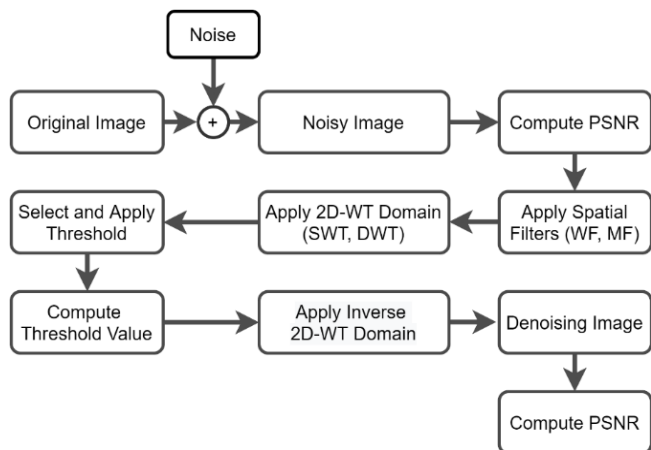 Noise
Original Image
+
Noisy Image
Compute PSNR
Select and Apply
Threshold
Apply 2D-WT Domain
(SWT, DWT)
Apply Spatial
Filters (WF, MF)
Compute
Threshold Value
Apply Inverse
2D-WT Domain
Denoising Image
Compute PSNR